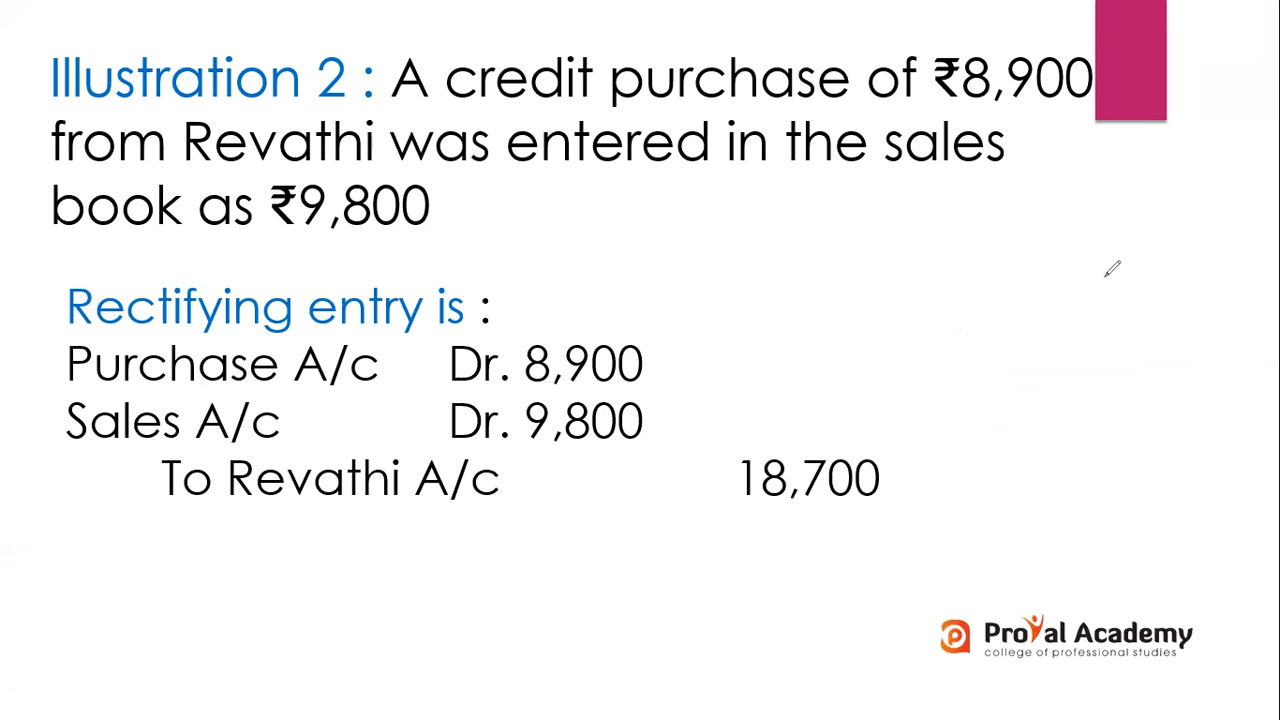 Illustration 2 : A credit purchase of ₹8,900
from Revathi was entered in the sales
book as ₹9,800
Rectifying entry is :
Purchase A/c Dr. 8,900
Sales A/c Dr. 9,800
To Revathi A/c 18,700
ProVal Academy
college of professional studies